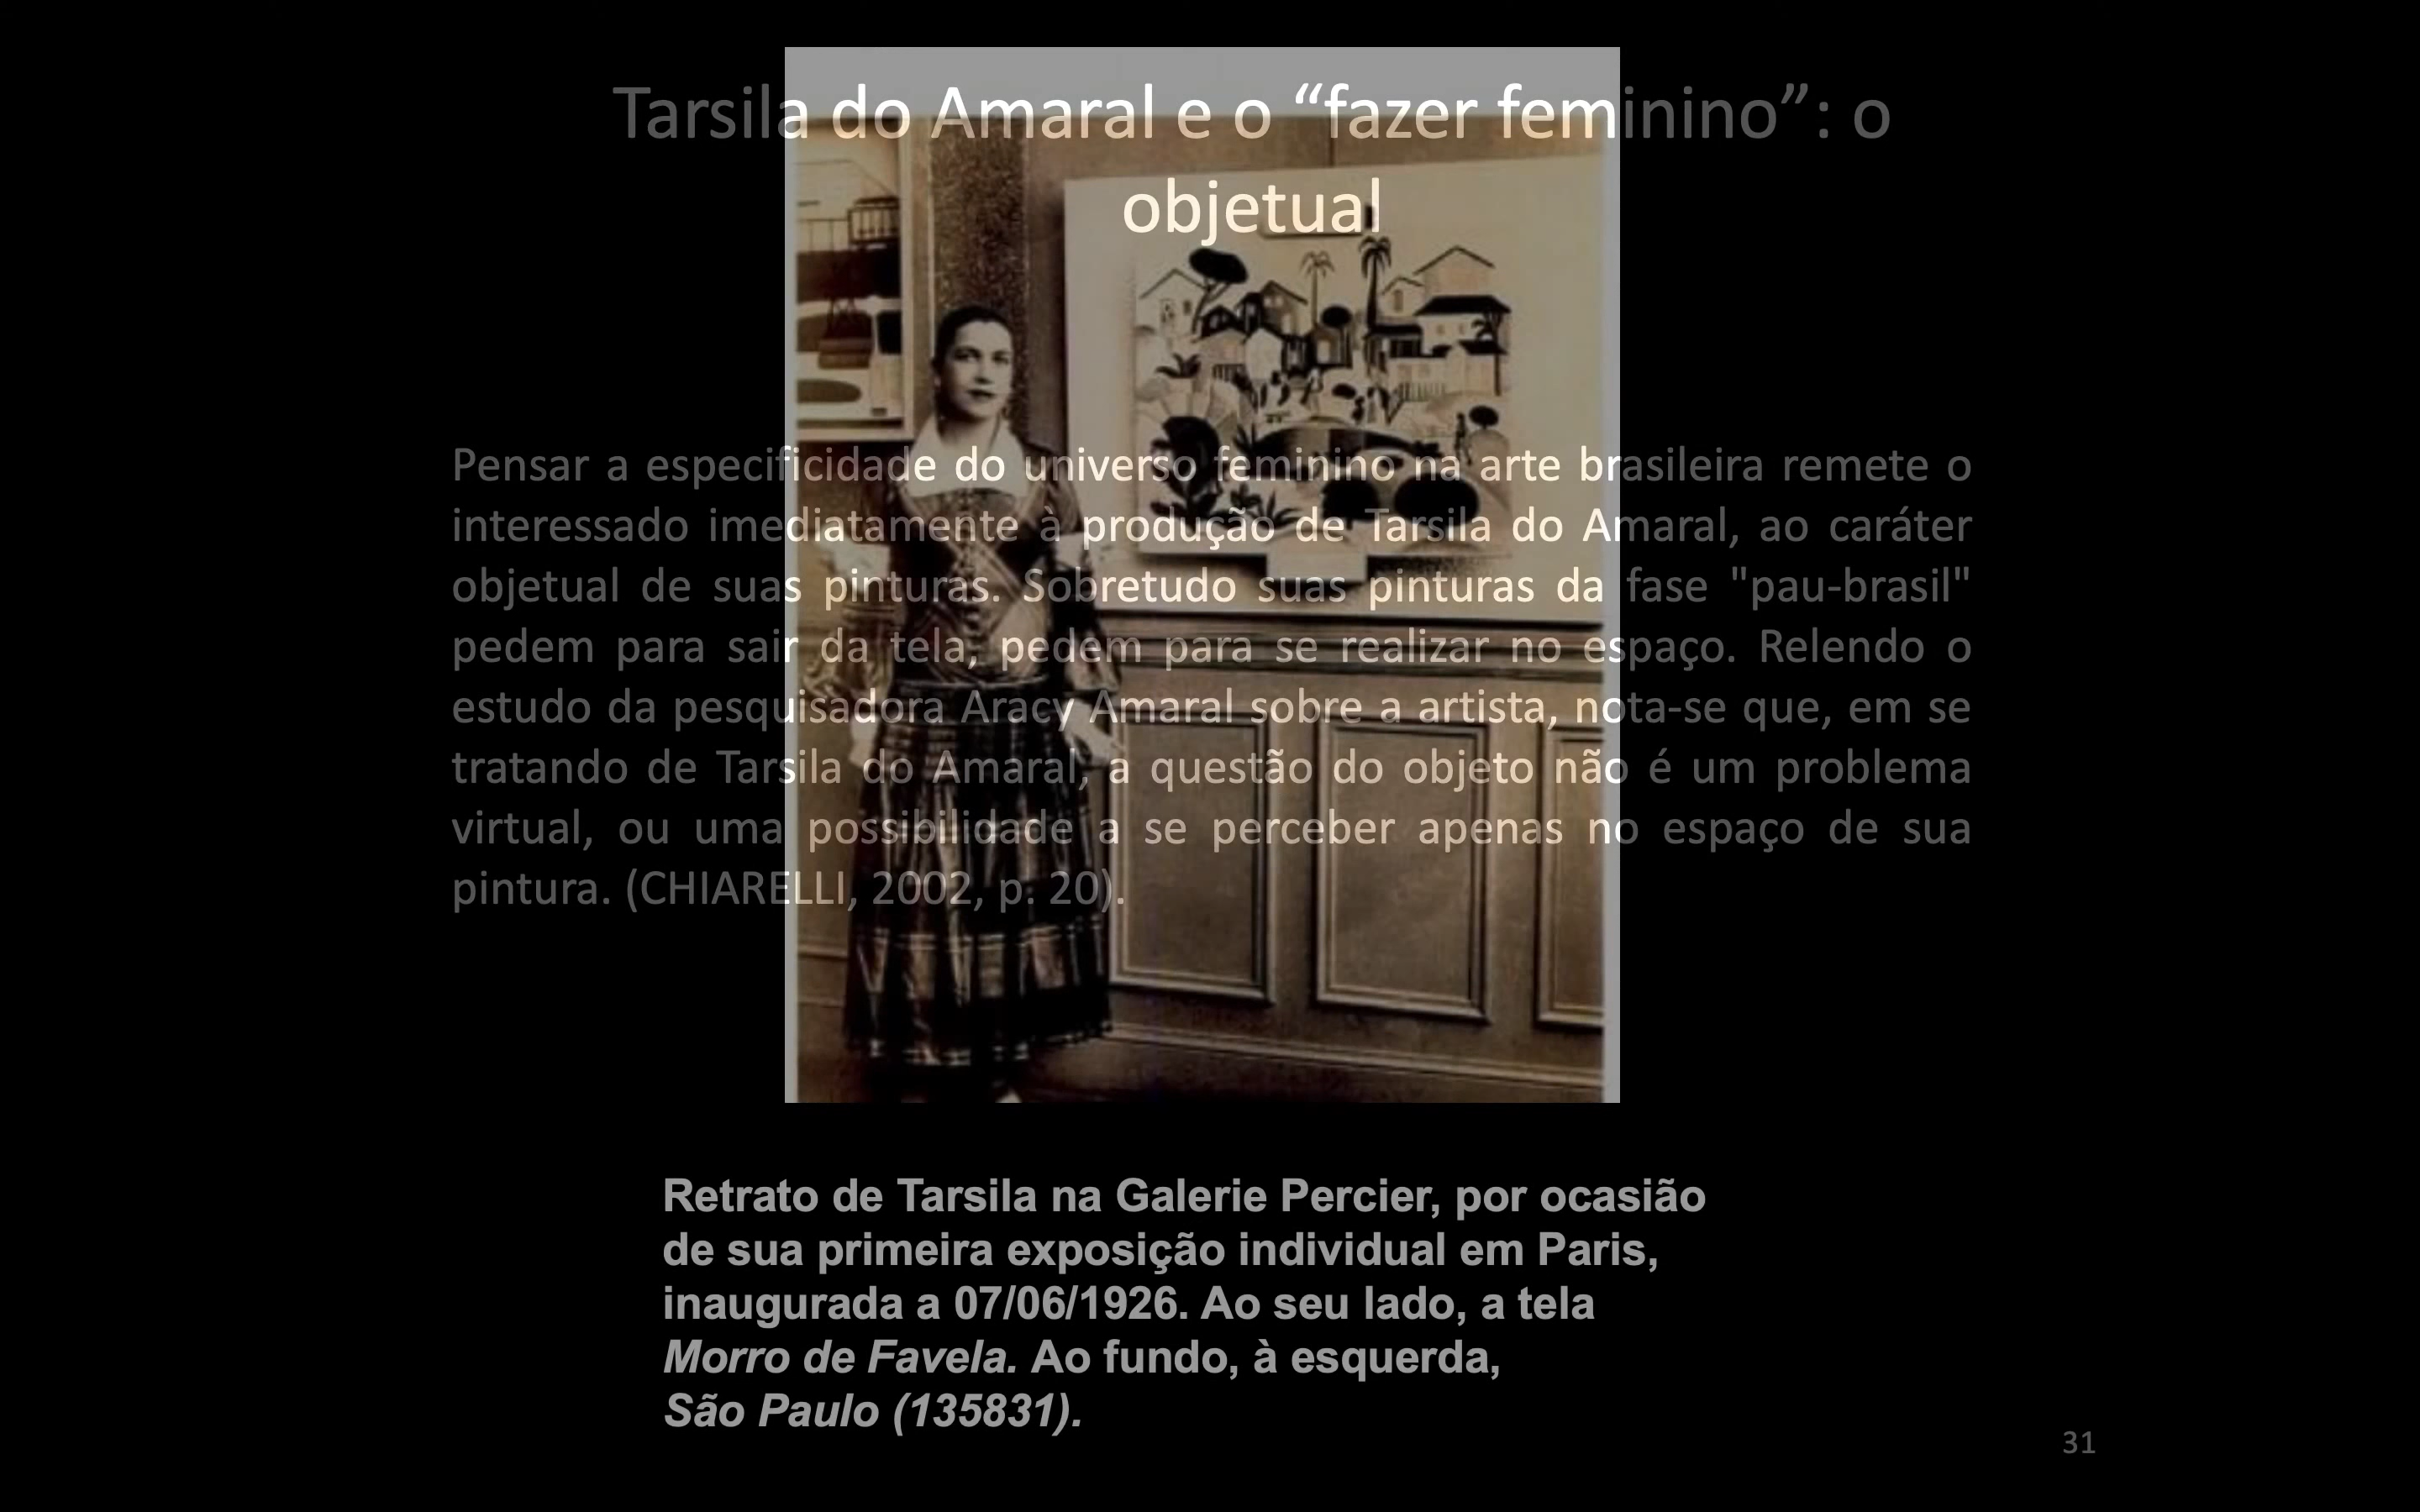 Tarsila do Amaral e o “fazer feminino”: o
objetual
Pensar a especificidade do universo feminino na arte brasileira remete o
interessado imediatamente à produção de Tarsila do Amaral, ao caráter
objetual de suas pinturas. Sobretudo suas pinturas da fase "pau-brasil"
pedem para sair da tela, pedem para se realizar no espaço. Relendo o
estudo da pesquisadora Aracy Amaral sobre a artista, nota-se que, em se
tratando de Tarsila do Amaral, a questão do objeto não é um problema
virtual, ou uma possibilidade a se perceber apenas no espaço de sua
pintura. (CHIARELLI, 2002, p. 20).
Retrato de Tarsila na Galerie Percier, por ocasião
de sua primeira exposição individual em Paris,
inaugurada a 07/06/1926. Ao seu lado, a tela
Morro de Favela. Ao fundo, à esquerda,
São Paulo (135831).
31